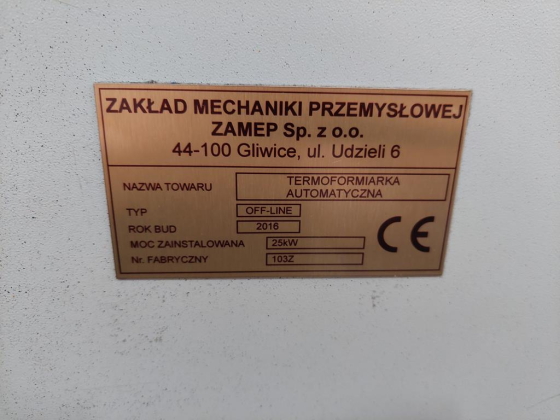 ZAKŁAD MECHANIKI PRZEMYSŁOWEJ
ZAMEP Sp. z o.o.
44-100 Gliwice, ul. Udzieli 6
NAZWA TOWARU TERMOFORMIARKA
AUTOMATYCZNA
TYP OFF-LINE
ROK BUD 2016
MOC ZAINSTALOWANA 25kW
Nr. FABRYCZNY 103Z
CE